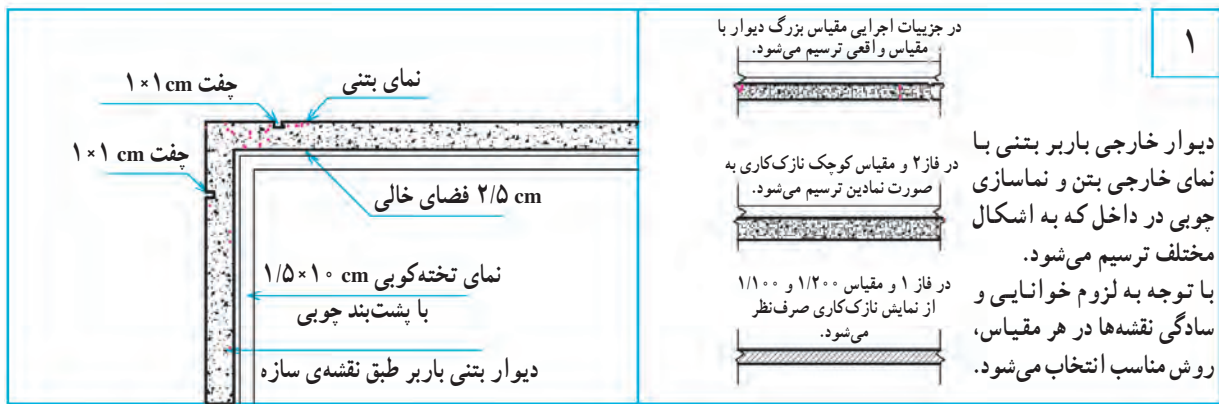 ۱
دیوار خارجی باربر بتنی با
نمای خارجی بتن و نماسازی
چوبی در داخل که به اشکال
مختلف ترسیم می‌شود.
با توجه به لزوم خوانایی و
سادگی نقشه‌ها در هر مقیاس،
روش مناسب انتخاب می‌شود.
در جزییات اجرایی مقیاس بزرگ دیوار با
مقیاس واقعی ترسیم می‌شود.
در فاز۲ و مقیاس کوچک نازک‌کاری به
صورت نمادین ترسیم می‌شود.
در فاز ۱ و مقیاس ۱/۲۰۰ و ۱/۱۰۰
از نمایش نازک‌کاری صرف‌نظر
می‌شود.
نمای بتنی
چفت ۱×۱ cm
چفت ۱×۱ cm
۲/۵ cm فضای خالی
نمای تخته‌کوبی ۱/۵×۱۰ cm
با پشت‌بند چوبی
دیوار بتنی باربر طبق نقشه‌ی سازه